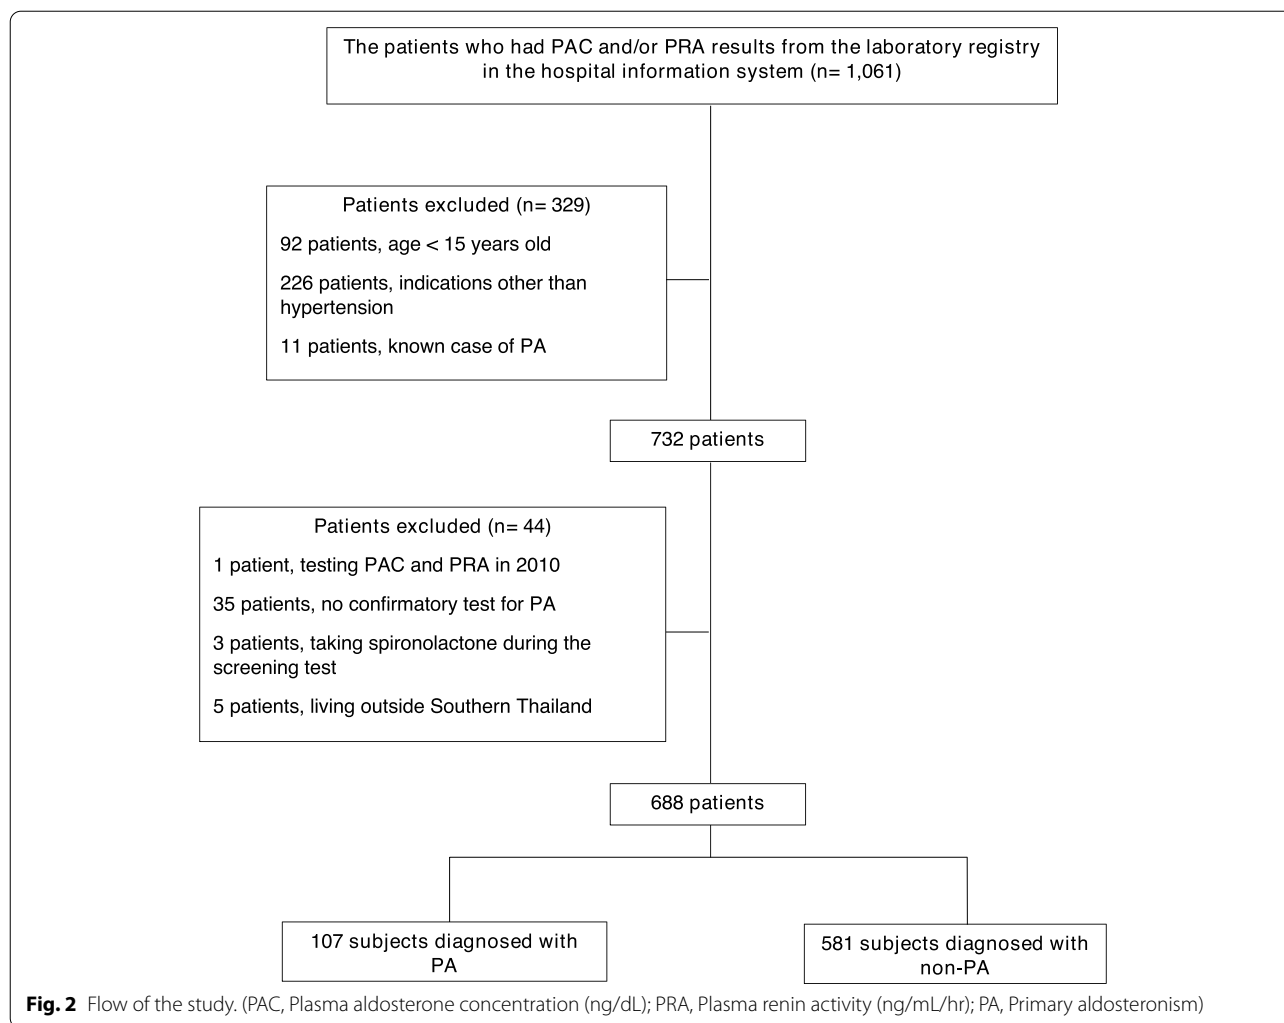 The patients who had PAC and/or PRA results from the laboratory registry
in the hospital information system (n= 1,061)
Patients excluded (n= 329)
92 patients, age < 15 years old
226 patients, indications other than
hypertension
11 patients, known case of PA
732 patients
Patients excluded (n= 44)
1 patient, testing PAC and PRA in 2010
35 patients, no confirmatory test for PA
3 patients, taking spironolactone during the
screening test
5 patients, living outside Southern Thailand
688 patients
107 subjects diagnosed with
PA
581 subjects diagnosed with
non-PA
Fig. 2 Flow of the study. (PAC, Plasma aldosterone concentration (ng/dL); PRA, Plasma renin activity (ng/mL/hr); PA, Primary aldosteronism)